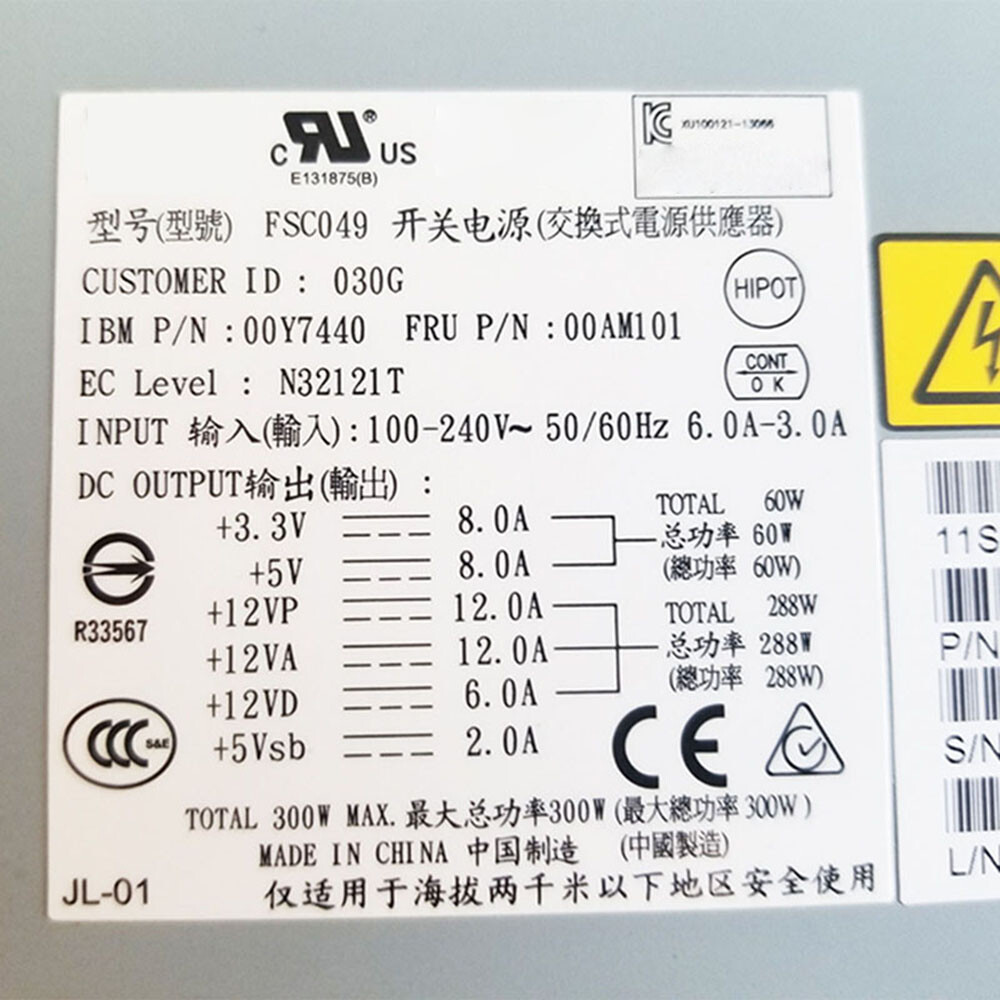 c RU® US
E131875(B)
XU100121-13066
型号(型號) FSC049 开关电源(交換式電源供應器)
CUSTOMER ID : 030G
HIPOT
IBM P/N :00Y7440 FRU P/N :00AM101
EC Level : N32121T
CONT
OK
INPUT 输入(輸入):100-240V~ 50/60Hz 6.0A-3.0A
DC OUTPUT输出(輸出) :
+3.3V 8.0A
+5V 8.0A
TOTAL 60W
总功率 60W
(總功率 60W)
+12VP 12.0A
+12VA 12.0A
+12VD 6.0A
TOTAL 288W
总功率 288W
(總功率 288W)
+5Vsb 2.0A
R33567
CCC S&E
CE
TOTAL 300W MAX. 最大总功率300W (最大總功率 300W )
MADE IN CHINA 中国制造 (中國製造)
JL-01
仅适用于海拔两千米以下地区安全使用
11S
P/N
S/N
L/N